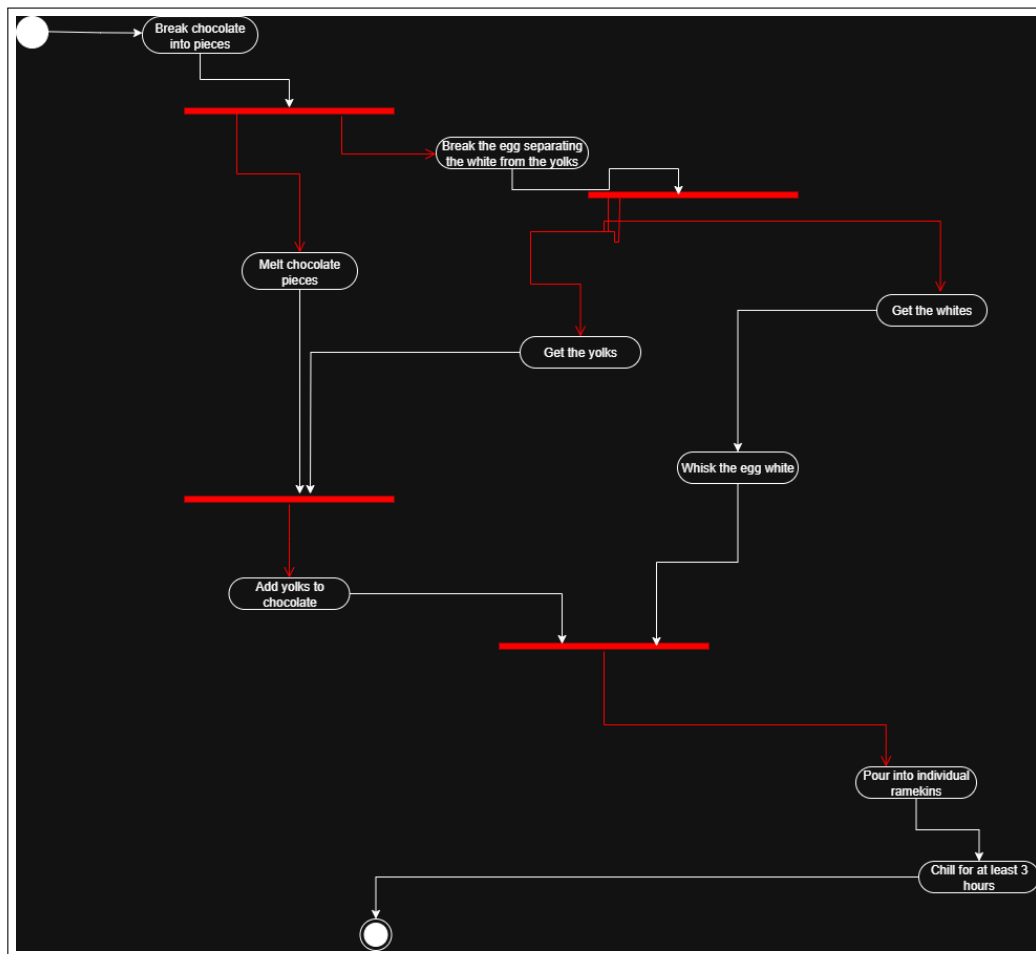 Break chocolate
into pieces
Break the egg separating
the white from the yolks
Melt chocolate
pieces
Get the whites
Get the yolks
Whisk the egg white
Add yolks to
chocolate
Pour into individual
ramekins
Chill for at least 3
hours